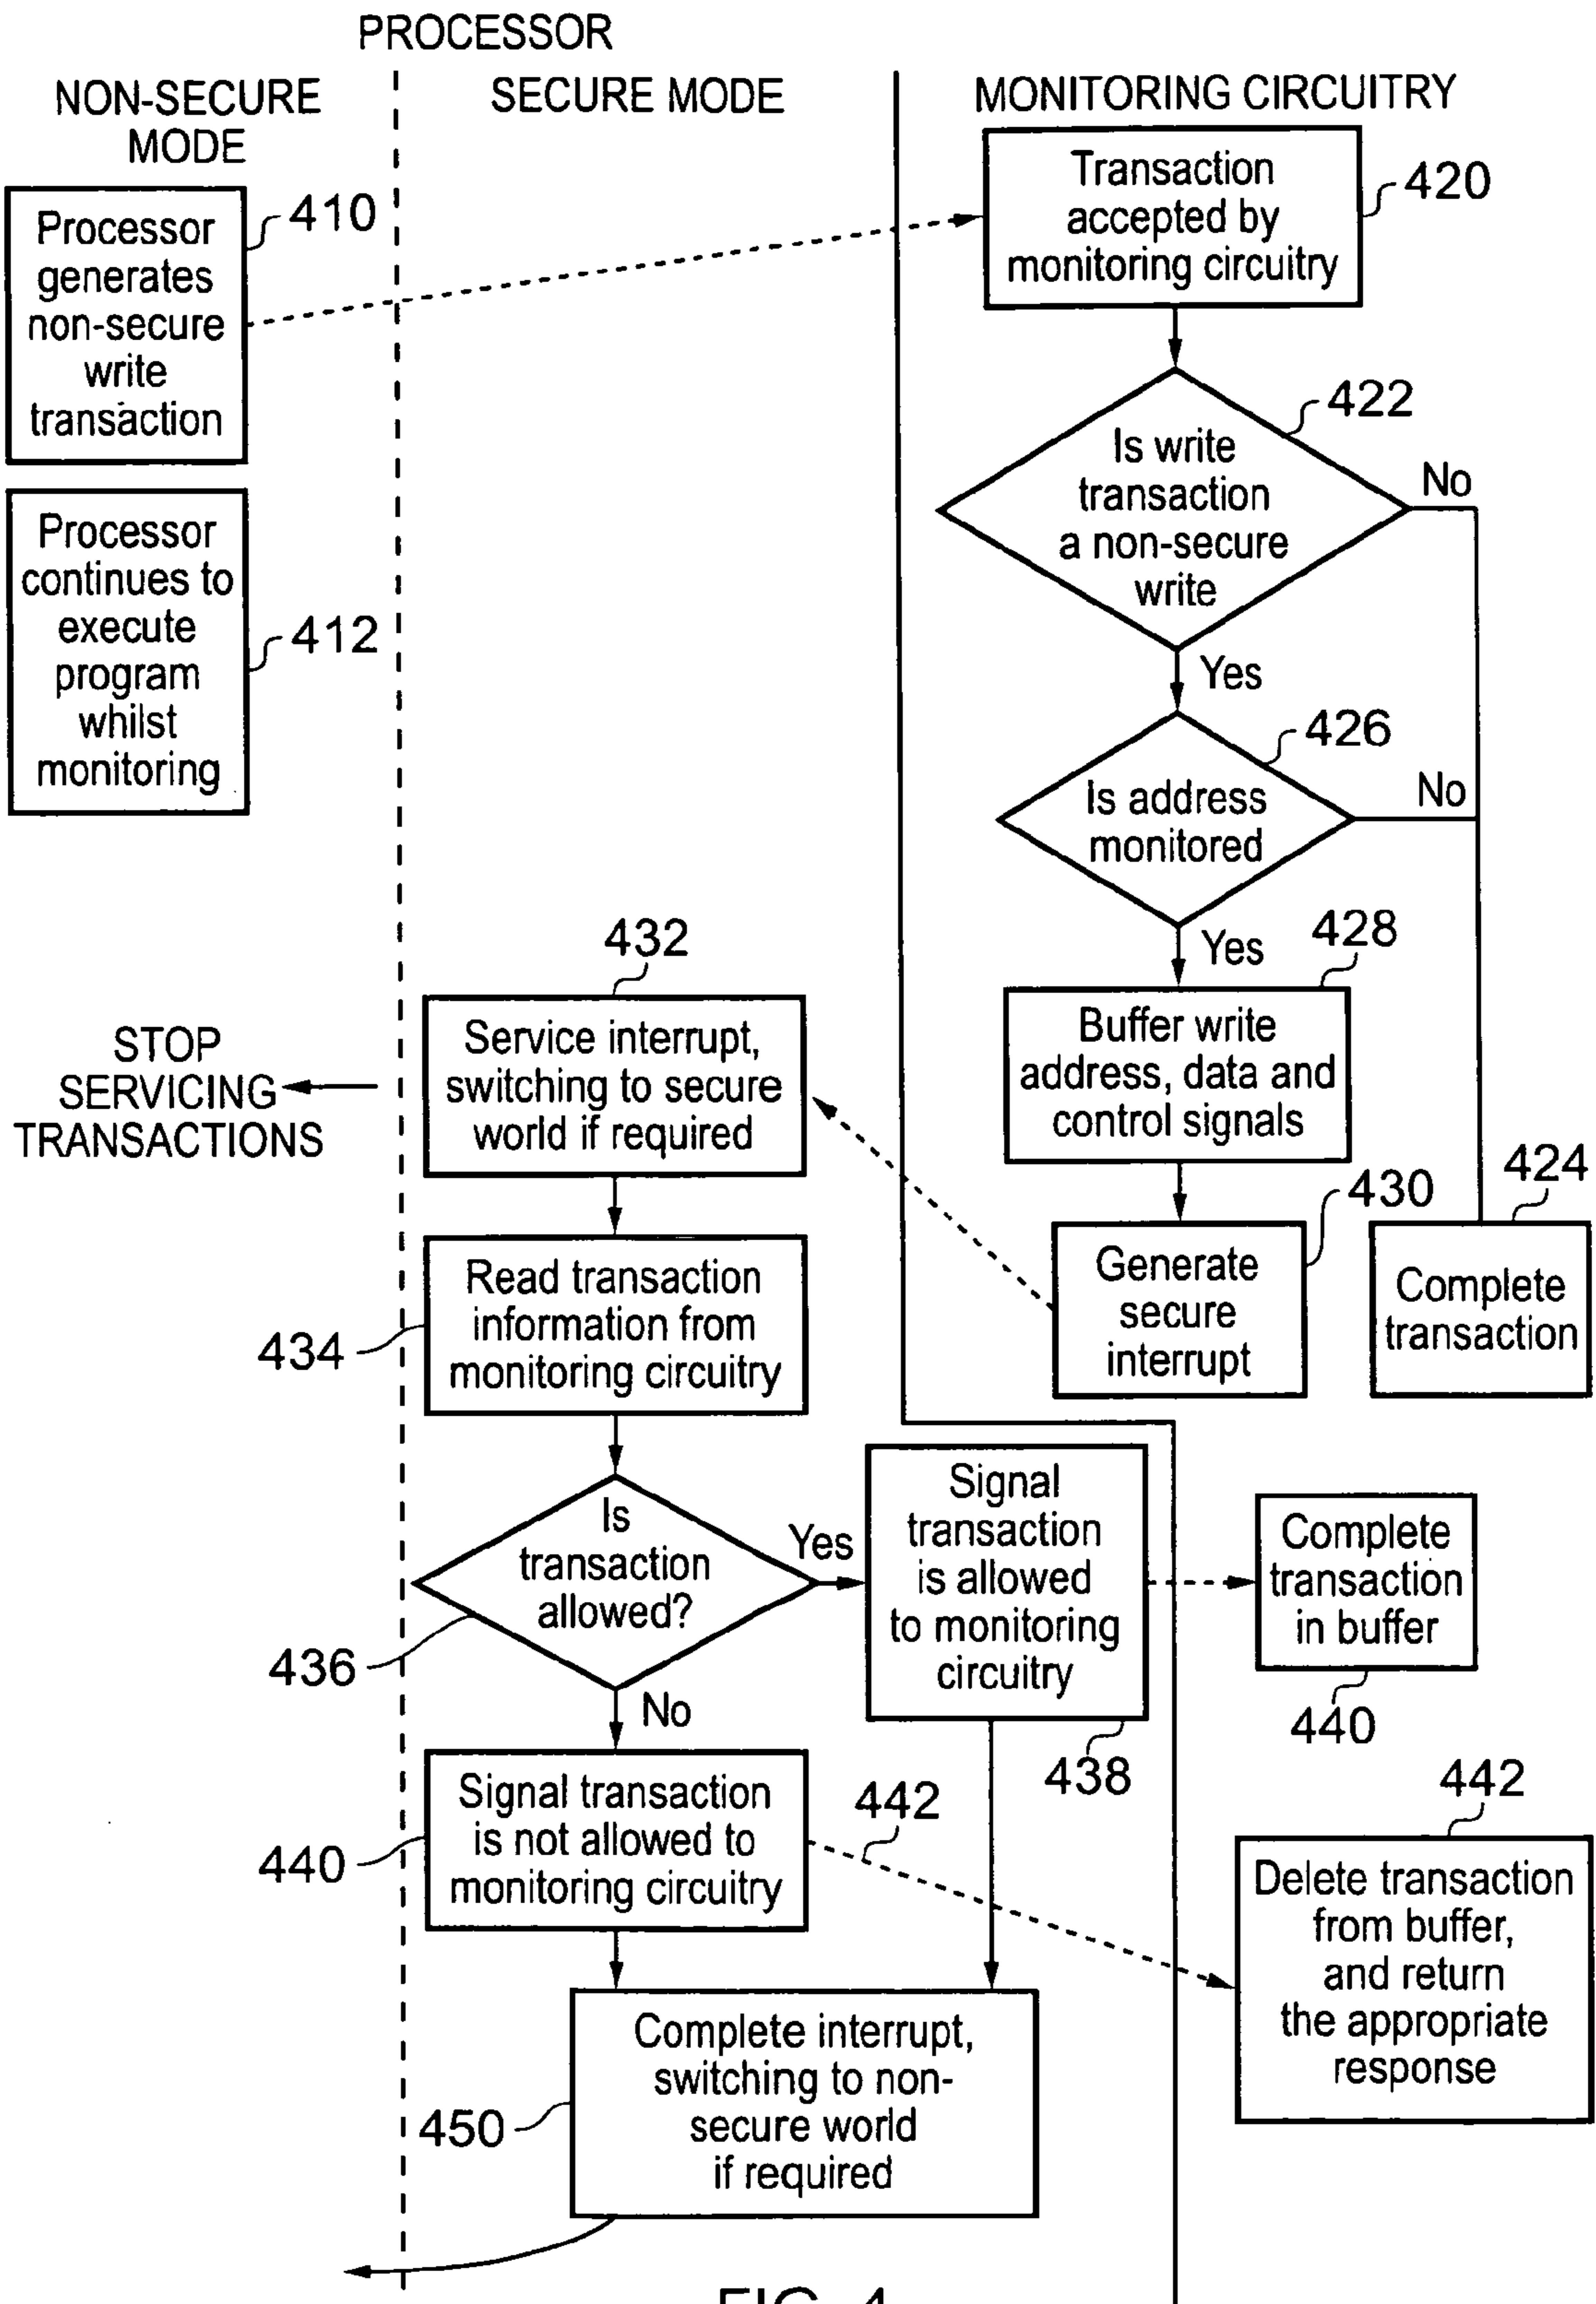 PROCESSOR
NON-SECURE
MODE
SECURE MODE
MONITORING CIRCUITRY
Processor
generates
non-secure
write
transaction
410
Transaction
accepted by
monitoring circuitry
420
Processor
continues to
execute
program
whilst
monitoring
412
Is write
transaction
a non-secure
write
422
No
Yes
Is address
monitored
426
No
Yes
428
Buffer write
address, data and
control signals
432
Service interrupt,
switching to secure
world if required
STOP
SERVICING
TRANSACTIONS
430
Generate
secure
interrupt
424
Complete
transaction
Read transaction
information from
monitoring circuitry
434
Is
transaction
allowed?
436
Yes
No
Signal
transaction
is allowed
to monitoring
circuitry
438
Complete
transaction
in buffer
440
Signal transaction
is not allowed to
monitoring circuitry
440
442
442
Delete transaction
from buffer,
and return
the appropriate
response
Complete interrupt,
switching to non-
secure world
if required
450
FIG. 4